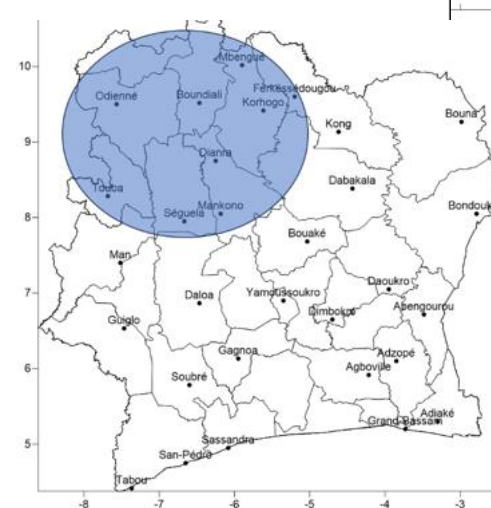 10
Mbengué
Odienné
Boundiali
Ferkessédougou
Korhogo
9
Kong
Bouna
Dianra
Dabakala
Touba
8
Séguéla
Mankono
Bondouk
Bouaké
Man
7
Daloa
Yamoussoukro
Daoukro
Dimbokro
Abengourou
Guiglo
6
Gagnoa
Adzopé
Soubré
Agboville
Grand-Bassam
Adiaké
5
Sassandra
San-Pédro
Tabou
-8 -7 -6 -5 -4 -3